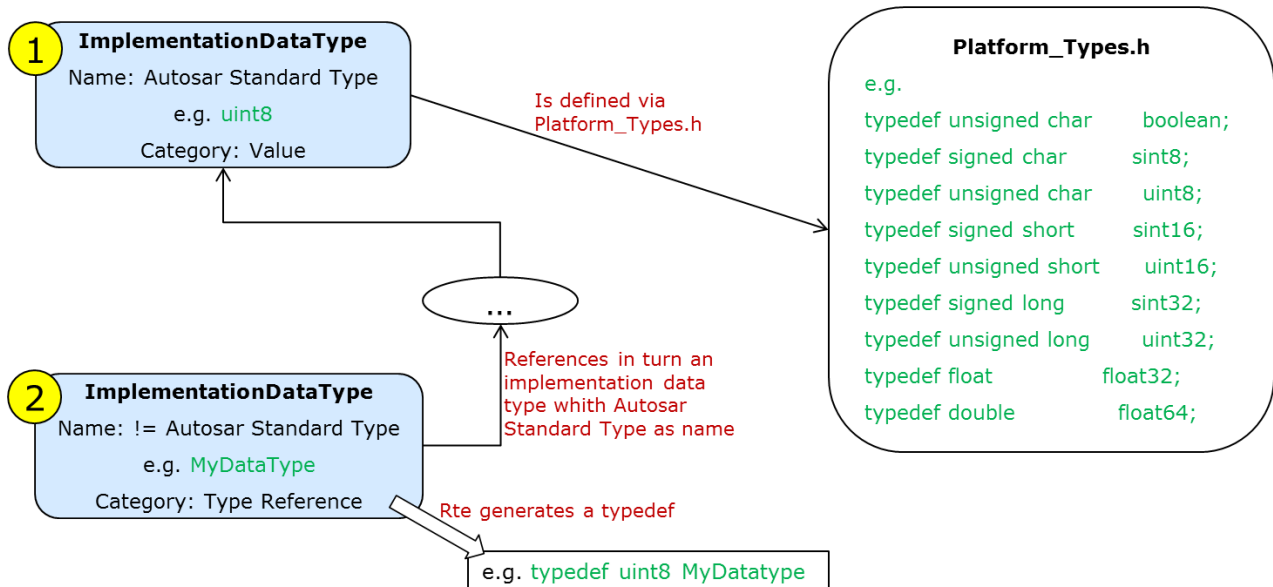 1
ImplementationDataType
Name: Autosar Standard Type
e.g. uint8
Category: Value
Is defined via
Platform_Types.h
Platform_Types.h
e.g.
typedef unsigned char boolean;
typedef signed char sint8;
typedef unsigned char uint8;
typedef signed short sint16;
typedef unsigned short uint16;
typedef signed long sint32;
typedef unsigned long uint32;
typedef float float32;
typedef double float64;
...
References in turn an
implementation data
type whith Autosar
Standard Type as name
2
ImplementationDataType
Name: != Autosar Standard Type
e.g. MyDataType
Category: Type Reference
Rte generates a typedef
e.g. typedef uint8 MyDatatype